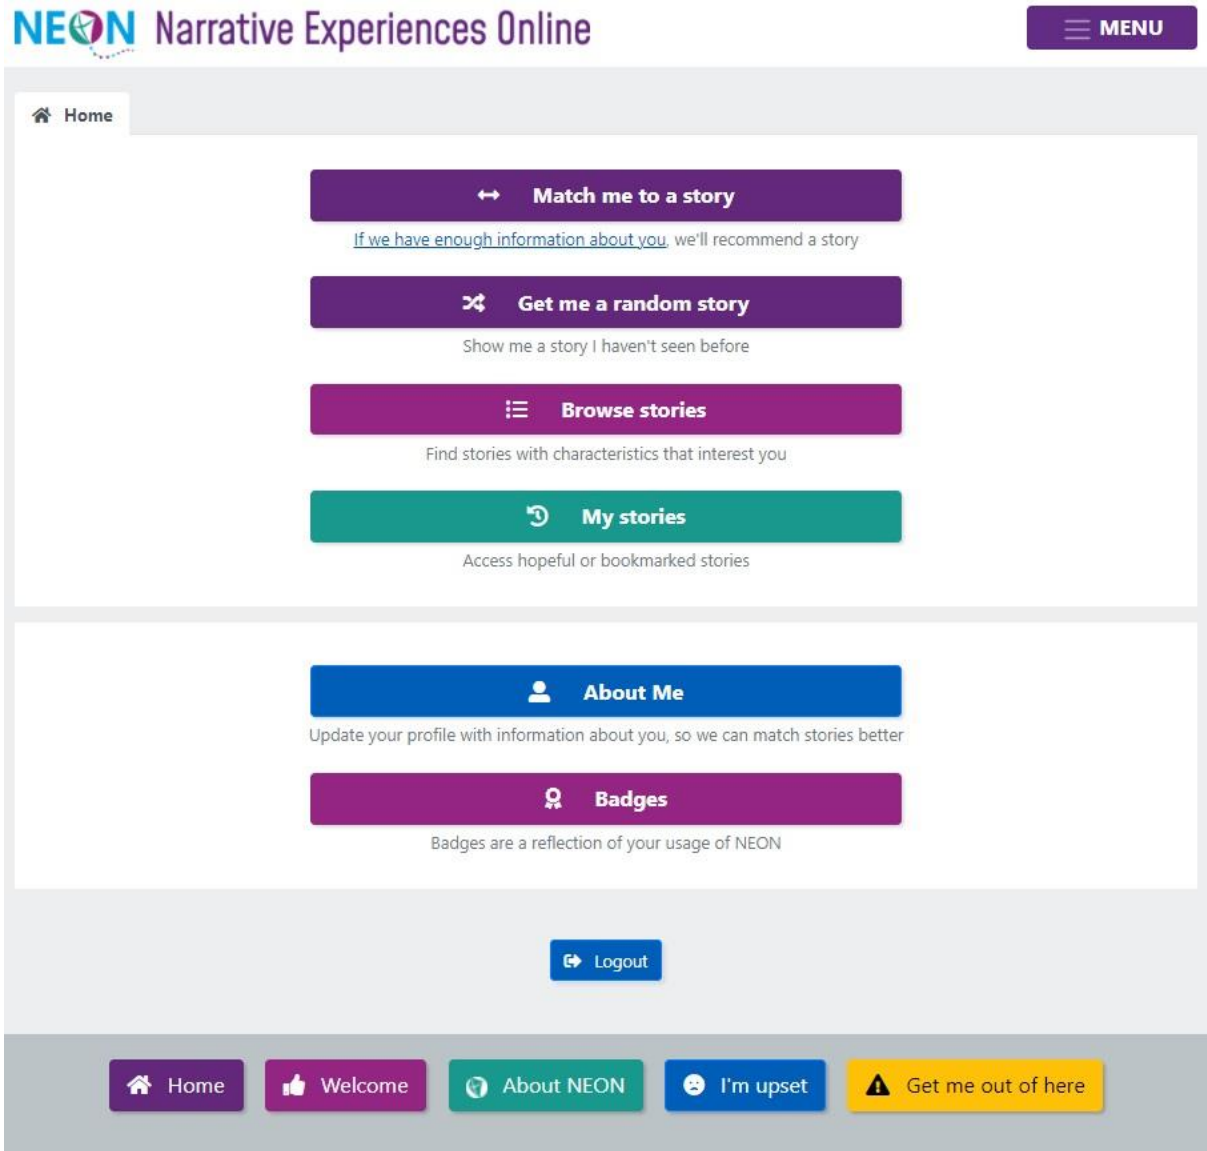 NEON Narrative Experiences Online
MENU
Home
Match me to a story
If we have enough information about you, we'll recommend a story
Get me a random story
Show me a story I haven't seen before
Browse stories
Find stories with characteristics that interest you
My stories
Access hopeful or bookmarked stories
About Me
Update your profile with information about you, so we can match stories better
Badges
Badges are a reflection of your usage of NEON
Logout
Home Welcome About NEON I'm upset Get me out of here